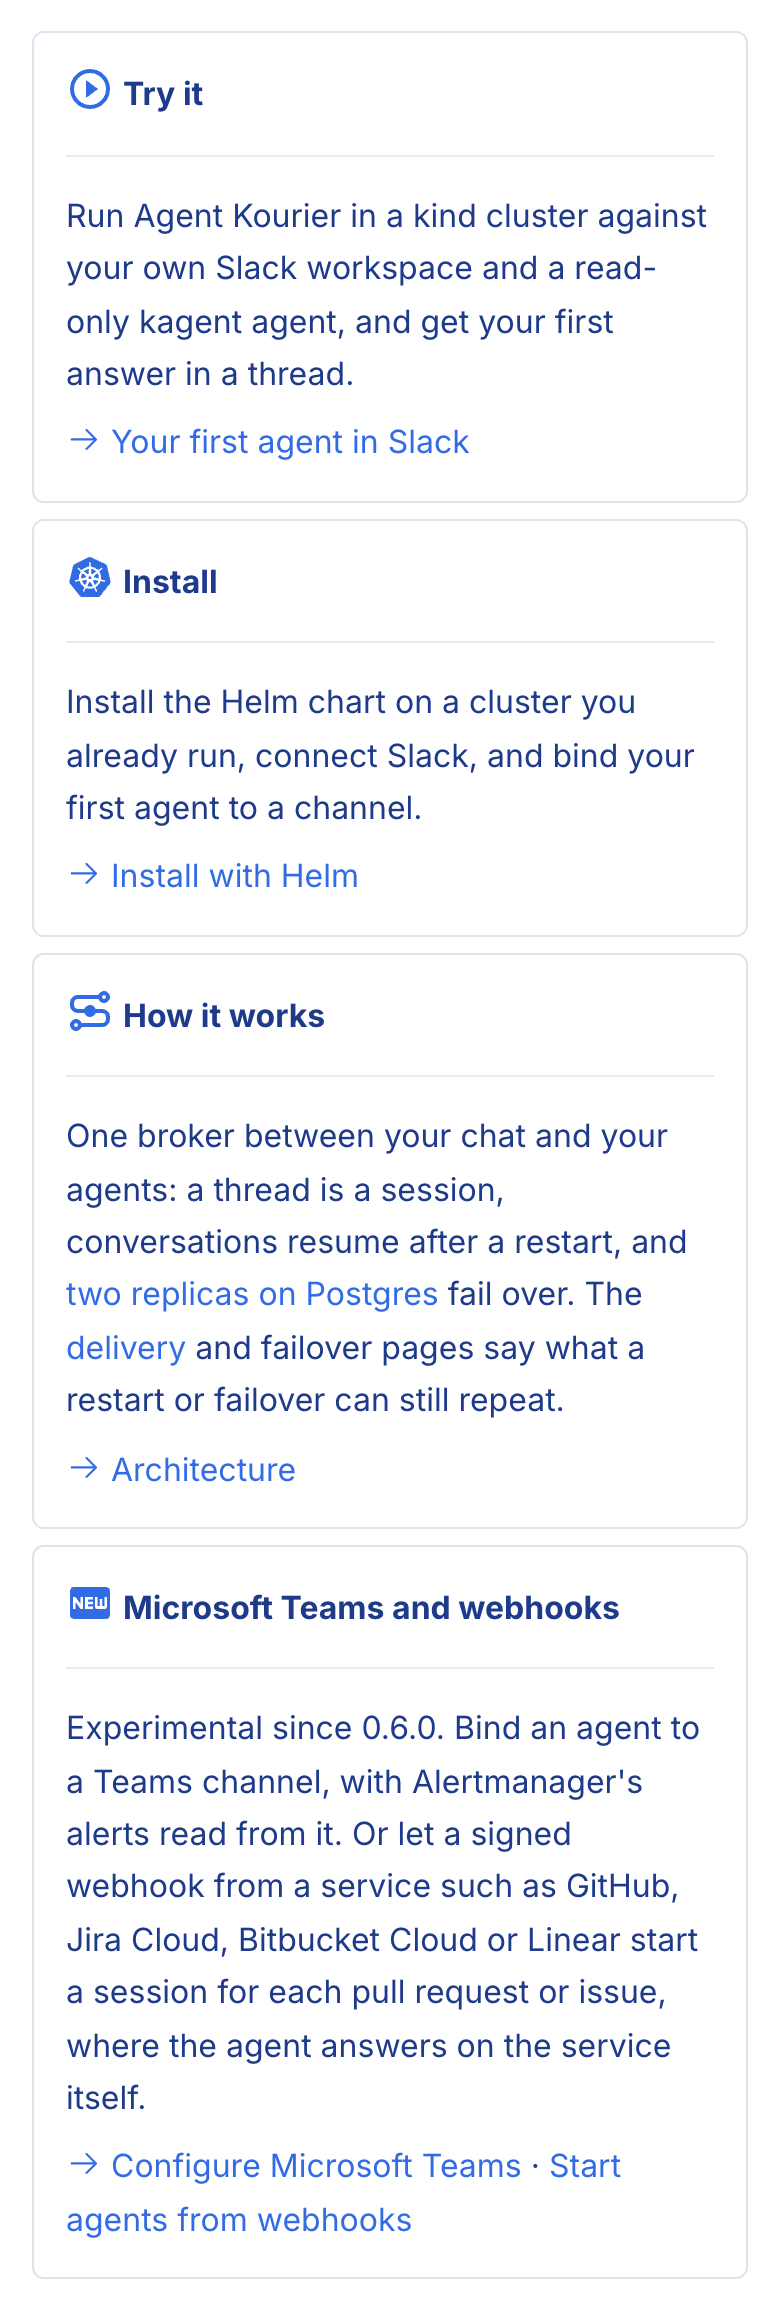 Try it
Run Agent Kourier in a kind cluster against
your own Slack workspace and a read-
only kagent agent, and get your first
answer in a thread.
→ Your first agent in Slack
Install
Install the Helm chart on a cluster you
already run, connect Slack, and bind your
first agent to a channel.
→ Install with Helm
How it works
One broker between your chat and your
agents: a thread is a session,
conversations resume after a restart, and
two replicas on Postgres fail over. The
delivery and failover pages say what a
restart or failover can still repeat.
→ Architecture
NEW Microsoft Teams and webhooks
Experimental since 0.6.0. Bind an agent to
a Teams channel, with Alertmanager's
alerts read from it. Or let a signed
webhook from a service such as GitHub,
Jira Cloud, Bitbucket Cloud or Linear start
a session for each pull request or issue,
where the agent answers on the service
itself.
→ Configure Microsoft Teams · Start
agents from webhooks